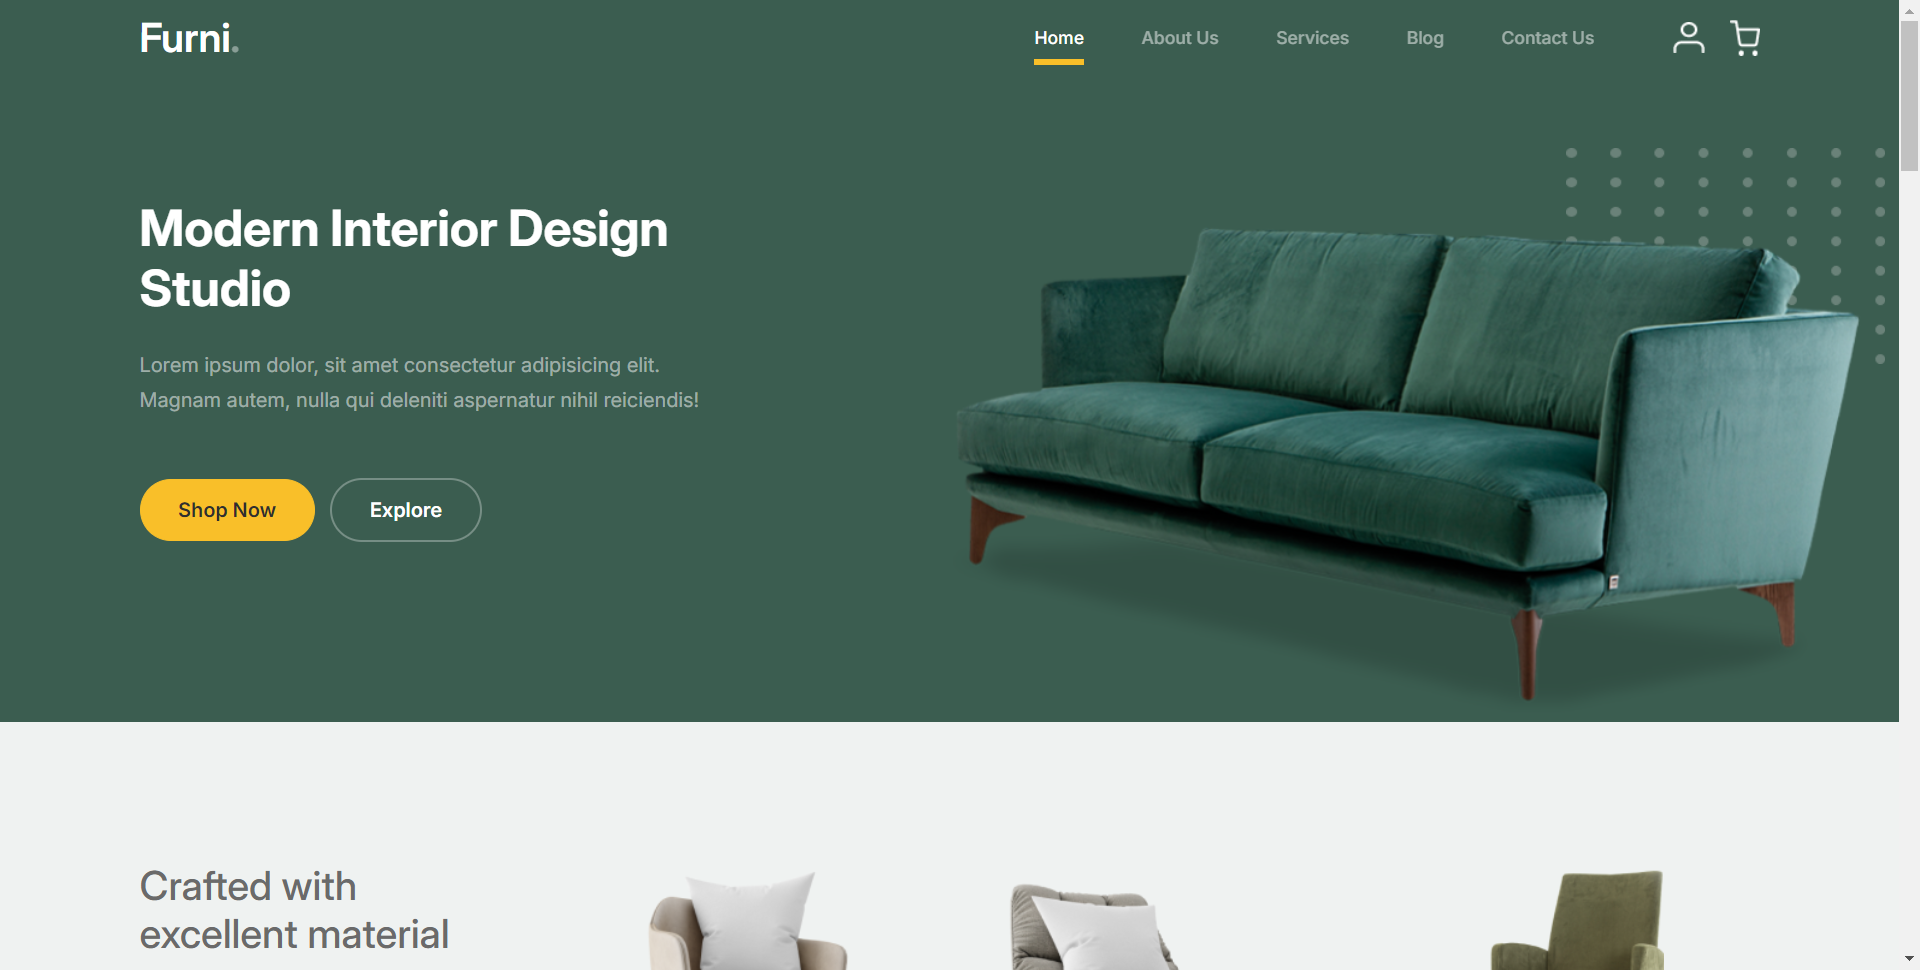 Furni.
Home
About Us
Services
Blog
Contact Us
Modern Interior Design
Studio
Lorem ipsum dolor, sit amet consectetur adipisicing elit.
Magnam autem, nulla qui deleniti aspernatur nihil reiciendis!
Shop Now
Explore
Crafted with
excellent material